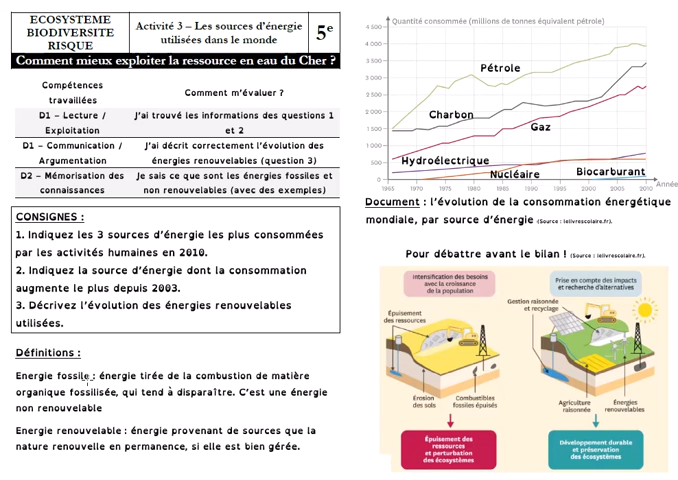 ECOSYSTEME
BIODIVERSITE
RISQUE
Activité 3 – Les sources d'énergie
utilisées dans le monde
5e
Comment mieux exploiter la ressource en eau du Cher ?
Compétences
travaillées
Comment m'évaluer ?
D1 – Lecture /
Exploitation
J'ai trouvé les informations des questions 1
et 2
D1 – Communication /
Argumentation
J'ai décrit correctement l'évolution des
énergies renouvelables (question 3)
D2 – Mémorisation des
connaissances
Je sais ce que sont les énergies fossiles et
non renouvelables (avec des exemples)
CONSIGNES :
1. Indiquez les 3 sources d'énergie les plus consommées
par les activités humaines en 2010.
2. Indiquez la source d'énergie dont la consommation
augmente le plus depuis 2003.
3. Décrivez l'évolution des énergies renouvelables
utilisées.
Définitions :
Energie fossile : énergie tirée de la combustion de matière
organique fossilisée, qui tend à disparaître. C'est une énergie
non renouvelable
Energie renouvelable : énergie provenant de sources que la
nature renouvelle en permanence, si elle est bien gérée.
Quantité consommée (millions de tonnes équivalent pétrole)
4 500
4 000
3 500
3 000
2 500
2 000
1 500
1 000
500
0
Pétrole
Charbon
Gaz
Hydroélectrique
Nucléaire
Biocarburant
1965 1970 1975 1980 1985 1990 1995 2000 2005 2010 Année
Document : l'évolution de la consommation énergétique
mondiale, par source d'énergie (Source : lelivrescolaire.fr).
Pour débattre avant le bilan ! (Source : lelivrescolaire.fr).
Intensification des besoins
avec la croissance
de la population
Prise en compte des impacts
et recherche d'alternatives
Épuisement
des ressources
Gestion raisonnée
et recyclage
Érosion
des sols
Combustibles
fossiles épuisés
Agriculture
raisonnée
Énergies
renouvelables
Épuisement des
ressources
et perturbation
des écosystèmes
Développement durable
et préservation
des écosystèmes